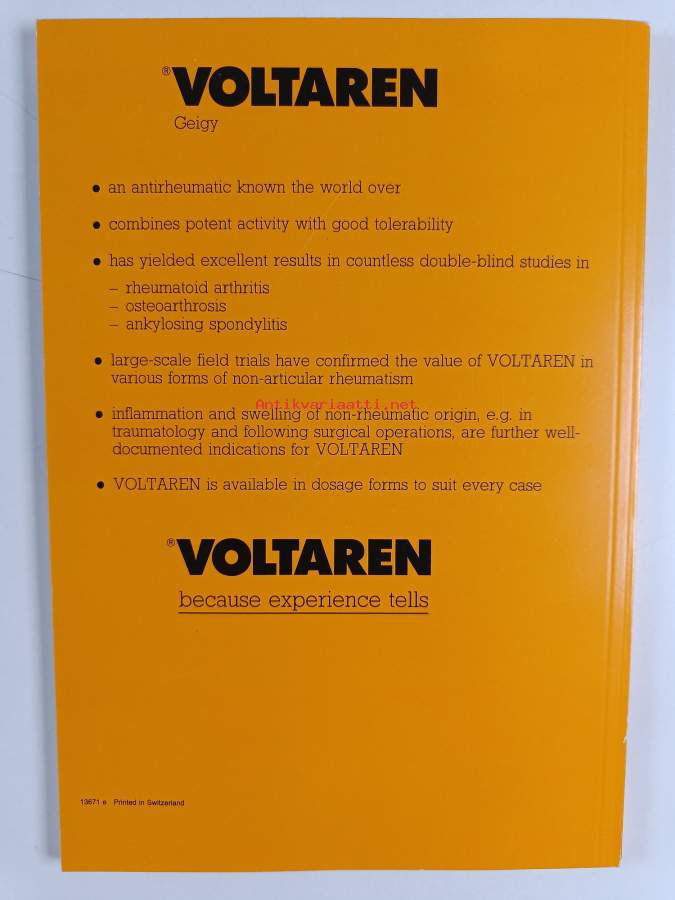 ® VOLTAREN
Geigy
• an antirheumatic known the world over
• combines potent activity with good tolerability
• has yielded excellent results in countless double-blind studies in
– rheumatoid arthritis
– osteoarthrosis
– ankylosing spondylitis
• large-scale field trials have confirmed the value of VOLTAREN in
various forms of non-articular rheumatism
Antikvariaatti.net
• inflammation and swelling of non-rheumatic origin, e.g. in
traumatology and following surgical operations, are further well-
documented indications for VOLTAREN
• VOLTAREN is available in dosage forms to suit every case
® VOLTAREN
because experience tells
13671 e Printed in Switzerland